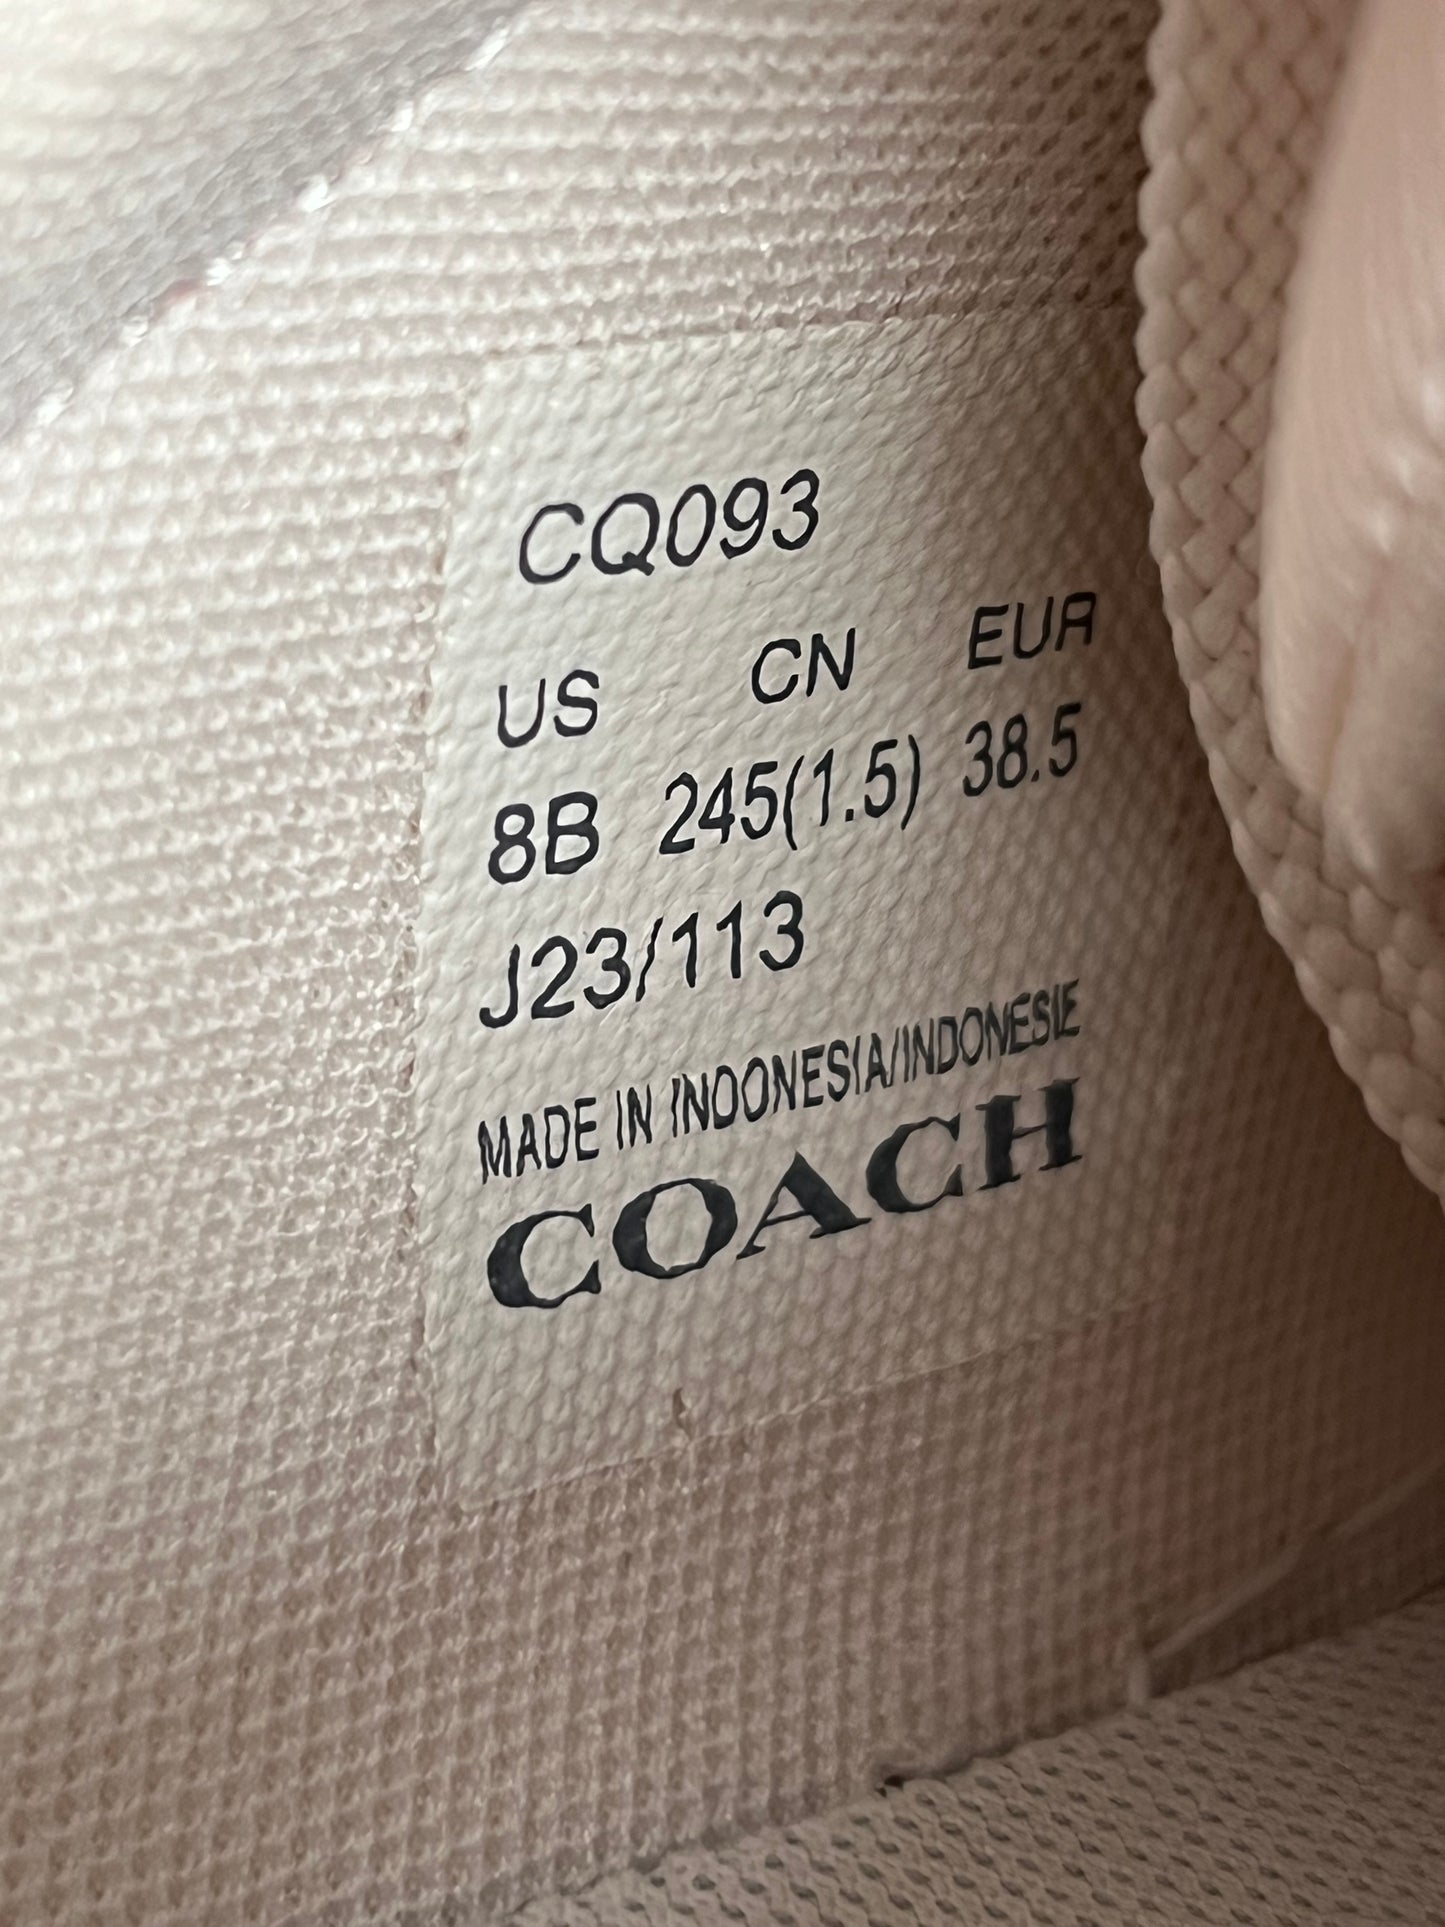 CQ093
US CN EUR
8B 245(1.5) 38.5
J23/113
MADE IN INDONESIA/INDONESIE
COACH